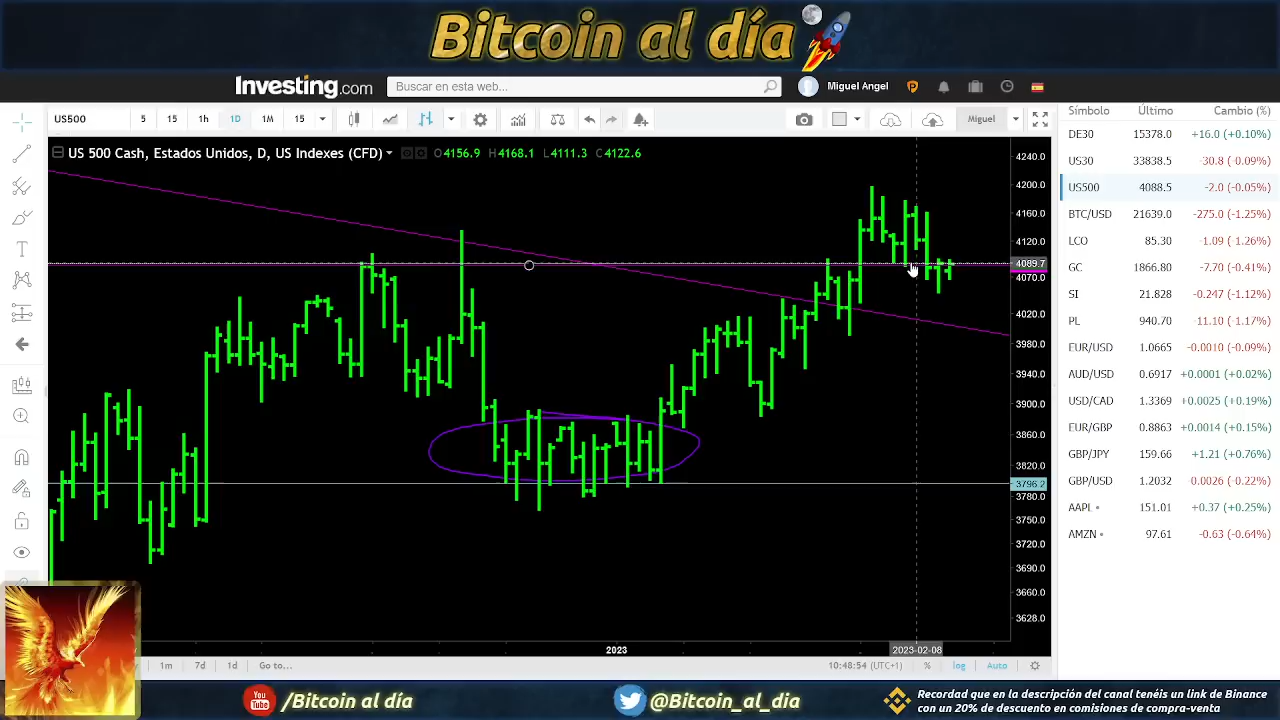 Bitcoin al día
Investing.com
Buscar en esta web...
Miguel Angel
US500
5
15
1h
1D
1M
15
Miguel
US 500 Cash, Estados Unidos, D, US Indexes (CFD)
O4156.9 H4168.1 L4111.3 C4122.6
4240.0
4200.0
4160.0
4120.0
4089.7
4070.0
4020.0
3980.0
3940.0
3900.0
3860.0
3820.0
3796.2
3780.0
3750.0
3720.0
3690.0
3660.0
3628.0
2023
2023-02-08
1m
7d
1d
Go to...
10:48:54 (UTC+1)
%
log
Auto
Símbolo Último Cambio (%)
DE30 15378.0 +16.0 (+0.10%)
US30 33838.5 -30.8 (-0.09%)
US500 4088.5 -2.0 (-0.05%)
BTC/USD 21639.0 -275.0 (-1.25%)
LCO 85.30 -1.09 (-1.26%)
GC 1866.80 -7.70 (-0.41%)
SI 21.828 -0.247 (-1.12%)
PL 940.70 -11.10 (-1.17%)
EUR/USD 1.0665 -0.0010 (-0.09%)
AUD/USD 0.6917 +0.0001 (+0.02%)
USD/CAD 1.3369 +0.0025 (+0.19%)
EUR/GBP 0.8863 +0.0014 (+0.15%)
GBP/JPY 159.66 +1.21 (+0.76%)
GBP/USD 1.2032 -0.0026 (-0.22%)
AAPL 151.01 +0.37 (+0.25%)
AMZN 97.61 -0.63 (-0.64%)
You Tube /Bitcoin al día
@Bitcoin_al_dia
Recordad que en la descripción del canal tenéis un link de Binance
con un 20% de descuento en comisiones de compra-venta